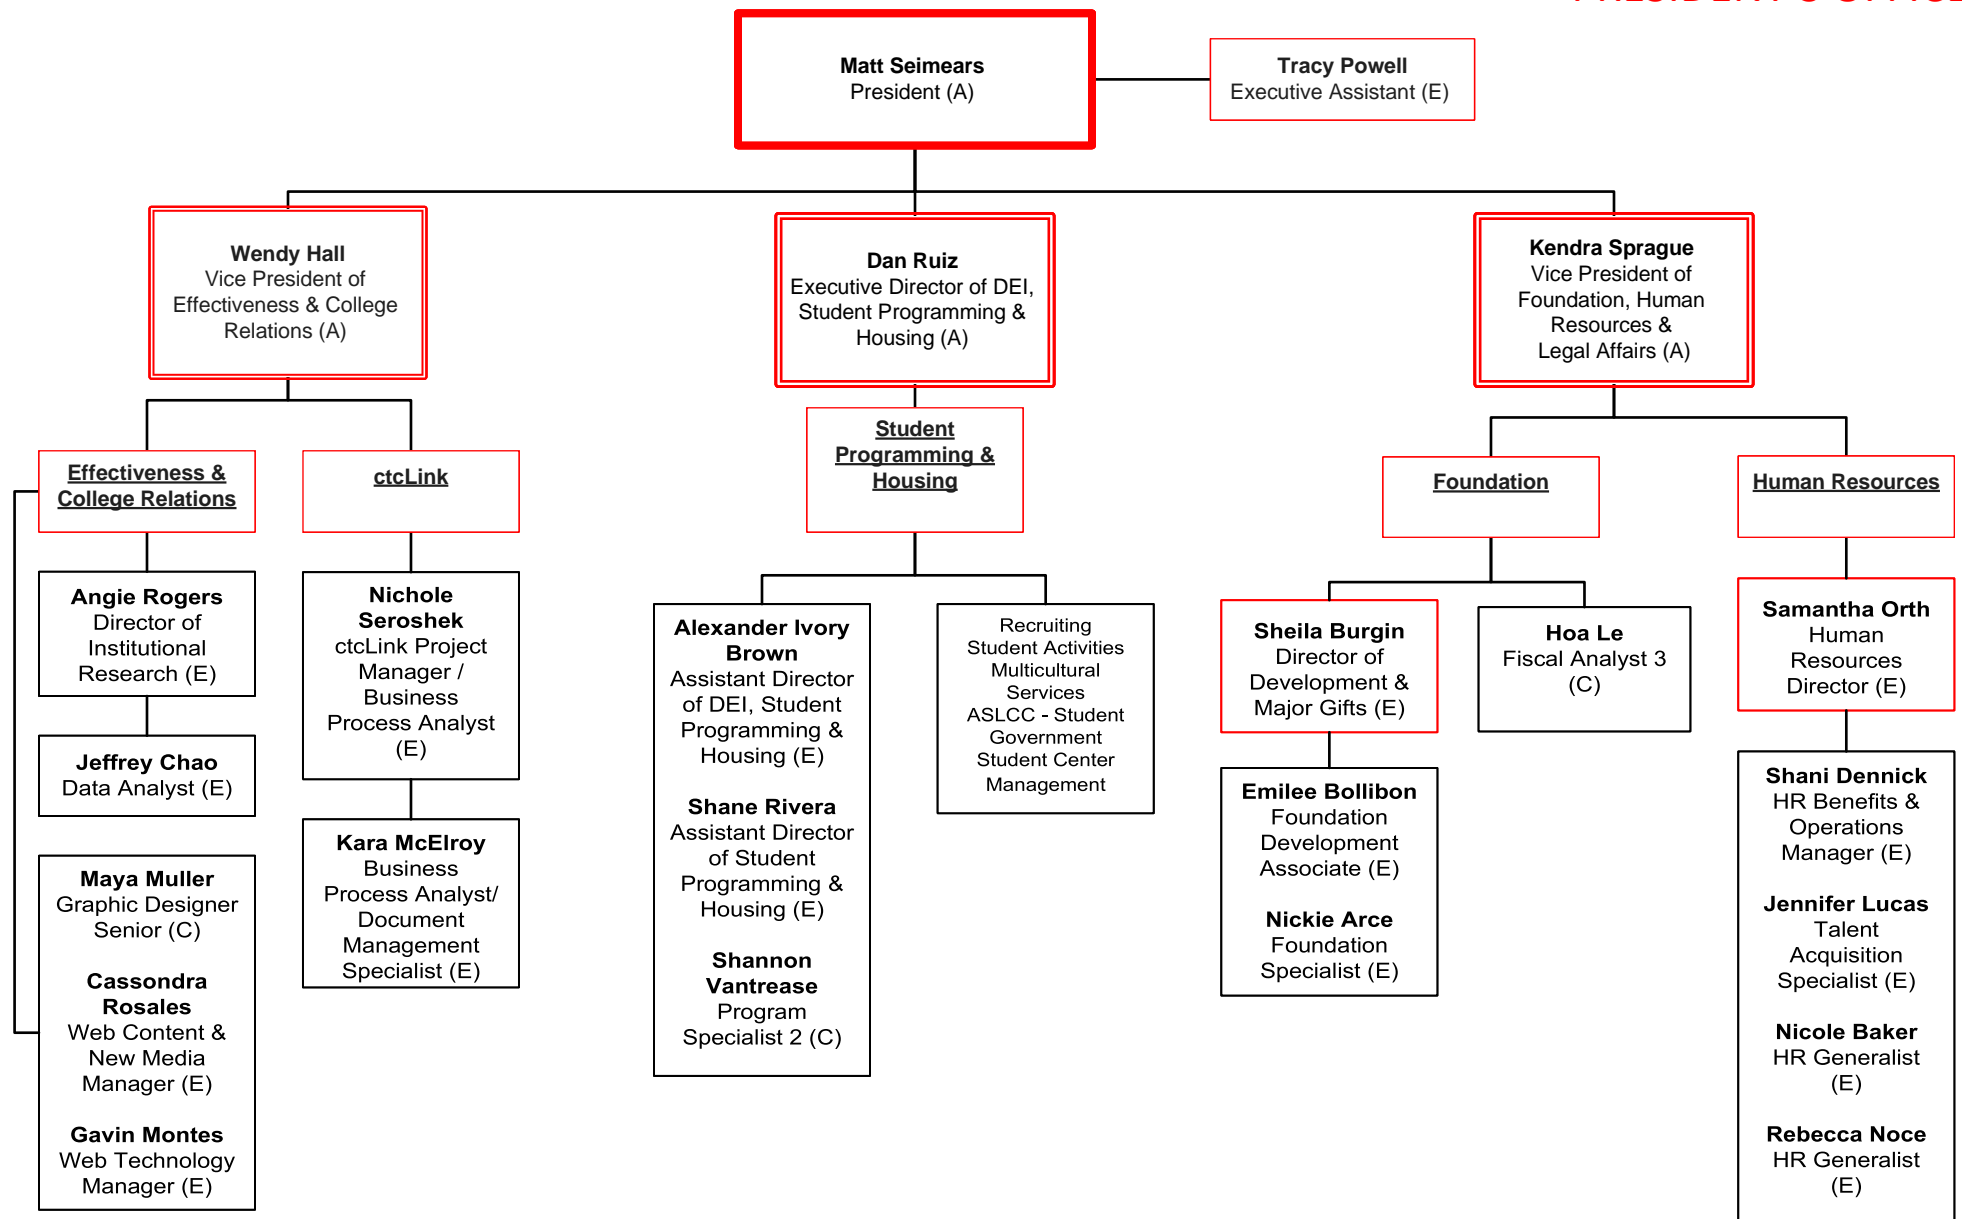 PRESIDENT'S OFFICE
Matt Seimears
President (A)
Tracy Powell
Executive Assistant (E)
Wendy Hall
Vice President of
Effectiveness & College
Relations (A)
Dan Ruiz
Executive Director of DEI,
Student Programming &
Housing (A)
Kendra Sprague
Vice President of
Foundation, Human
Resources &
Legal Affairs (A)
Effectiveness &
College Relations
ctcLink
Student
Programming &
Housing
Foundation
Human Resources
Angie Rogers
Director of
Institutional
Research (E)
Jeffrey Chao
Data Analyst (E)
Maya Muller
Graphic Designer
Senior (C)
Cassondra
Rosales
Web Content &
New Media
Manager (E)
Gavin Montes
Web Technology
Manager (E)
Nichole
Seroshek
ctcLink Project
Manager /
Business
Process Analyst
(E)
Kara McElroy
Business
Process Analyst/
Document
Management
Specialist (E)
Alexander Ivory
Brown
Assistant Director
of DEI, Student
Programming &
Housing (E)
Shane Rivera
Assistant Director
of Student
Programming &
Housing (E)
Shannon
Vantrease
Program
Specialist 2 (C)
Recruiting
Student Activities
Multicultural
Services
ASLCC - Student
Government
Student Center
Management
Sheila Burgin
Director of
Development &
Major Gifts (E)
Emilee Bollibon
Foundation
Development
Associate (E)
Nickie Arce
Foundation
Specialist (E)
Hoa Le
Fiscal Analyst 3
(C)
Samantha Orth
Human
Resources
Director (E)
Shani Dennick
HR Benefits &
Operations
Manager (E)
Jennifer Lucas
Talent
Acquisition
Specialist (E)
Nicole Baker
HR Generalist
(E)
Rebecca Noce
HR Generalist
(E)